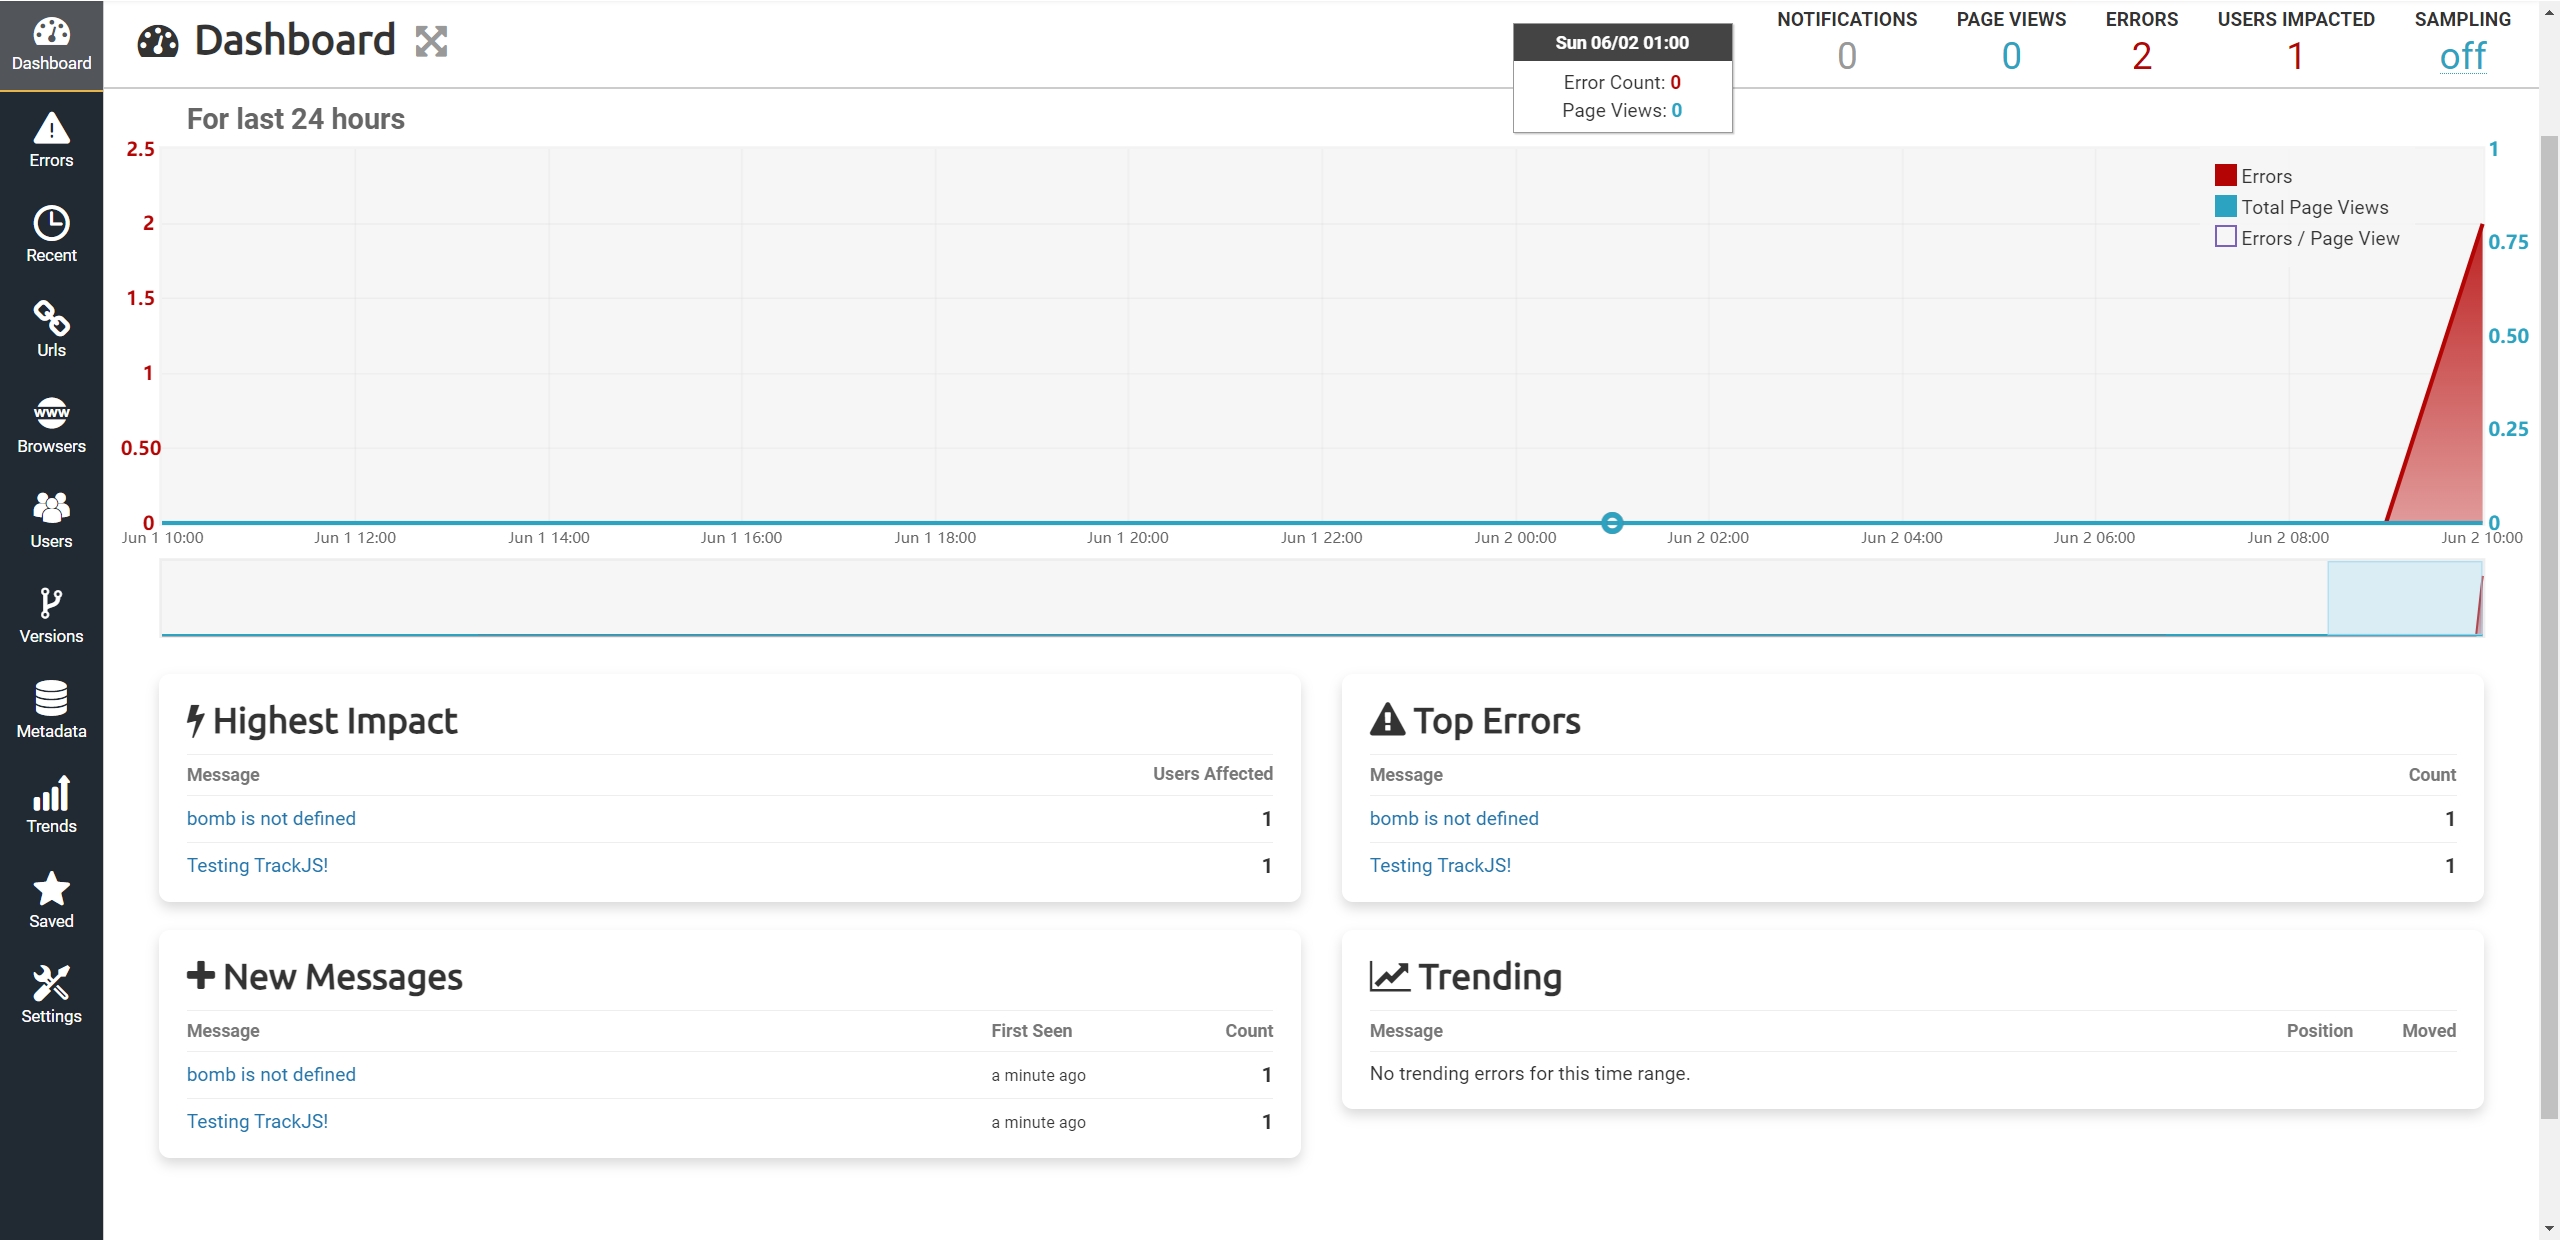 Dashboard
Errors
Recent
Urls
www
Browsers
Users
Versions
Metadata
Trends
Saved
Settings
Dashboard
Sun 06/02 01:00
Error Count: 0
Page Views: 0
NOTIFICATIONS PAGE VIEWS ERRORS USERS IMPACTED SAMPLING
0 0 2 1 off
For last 24 hours
2.5
2
1.5
1
0.50
0
1
0.75
0.50
0.25
0
Errors
Total Page Views
Errors / Page View
Jun 1 10:00 Jun 1 12:00 Jun 1 14:00 Jun 1 16:00 Jun 1 18:00 Jun 1 20:00 Jun 1 22:00 Jun 2 00:00 Jun 2 02:00 Jun 2 04:00 Jun 2 06:00 Jun 2 08:00 Jun 2 10:00
Highest Impact
Message Users Affected
bomb is not defined 1
Testing TrackJS! 1
Top Errors
Message Count
bomb is not defined 1
Testing TrackJS! 1
New Messages
Message First Seen Count
bomb is not defined a minute ago 1
Testing TrackJS! a minute ago 1
Trending
Message Position Moved
No trending errors for this time range.